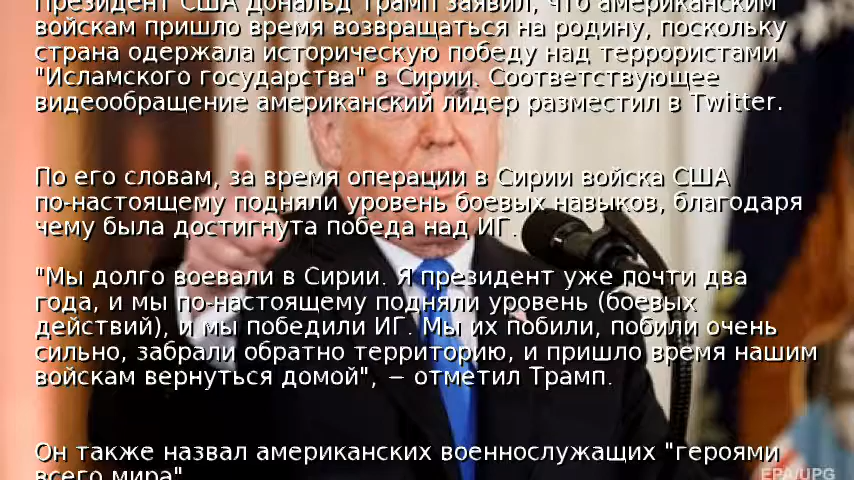 Президент США Дональд Трамп заявил, что американским
войскам пришло время возвращаться на родину, поскольку
страна одержала историческую победу над террористами
"Исламского государства" в Сирии. Соответствующее
видеообращение американский лидер разместил в Twitter.
По его словам, за время операции в Сирии войска США
по-настоящему подняли уровень боевых навыков, благодаря
чему была достигнута победа над ИГ.
"Мы долго воевали в Сирии. Я президент уже почти два
года, и мы по-настоящему подняли уровень (боевых
действий), и мы победили ИГ. Мы их побили, побили очень
сильно, забрали обратно территорию, и пришло время нашим
войскам вернуться домой", − отметил Трамп.
Он также назвал американских военнослужащих "героями
всего мира"
EPA/UPG